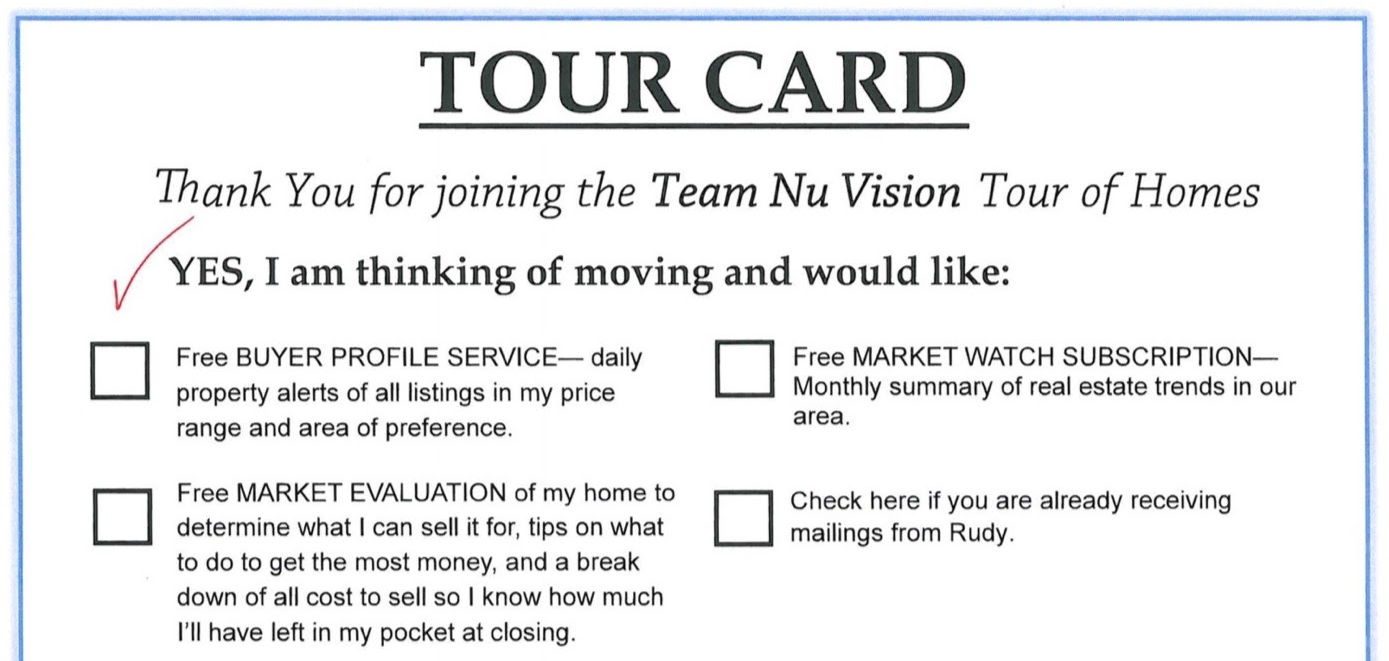 TOUR CARD
Thank You for joining the Team Nu Vision Tour of Homes
YES, I am thinking of moving and would like:
Free BUYER PROFILE SERVICE— daily
property alerts of all listings in my price
range and area of preference.
Free MARKET WATCH SUBSCRIPTION—
Monthly summary of real estate trends in our
area.
Free MARKET EVALUATION of my home to
determine what I can sell it for, tips on what
to do to get the most money, and a break
down of all cost to sell so I know how much
I'll have left in my pocket at closing.
Check here if you are already receiving
mailings from Rudy.